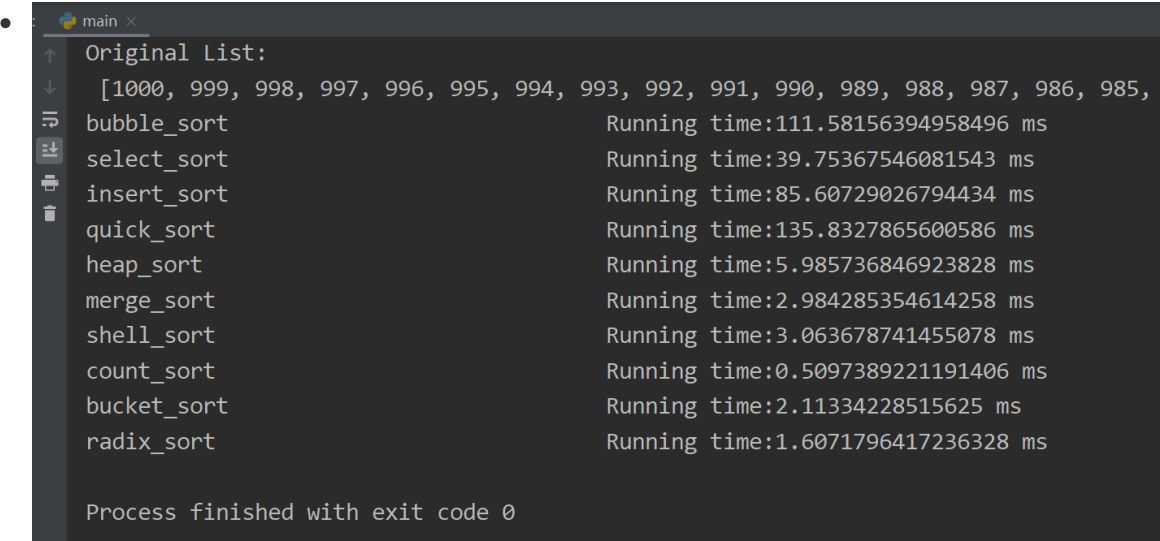 main
Original List:
[1000, 999, 998, 997, 996, 995, 994, 993, 992, 991, 990, 989, 988, 987, 986, 985,
bubble_sort Running time:111.58156394958496 ms
select_sort Running time:39.75367546081543 ms
insert_sort Running time:85.60729026794434 ms
quick_sort Running time:135.8327865600586 ms
heap_sort Running time:5.985736846923828 ms
merge_sort Running time:2.984285354614258 ms
shell_sort Running time:3.063678741455078 ms
count_sort Running time:0.5097389221191406 ms
bucket_sort Running time:2.11334228515625 ms
radix_sort Running time:1.6071796417236328 ms
Process finished with exit code 0